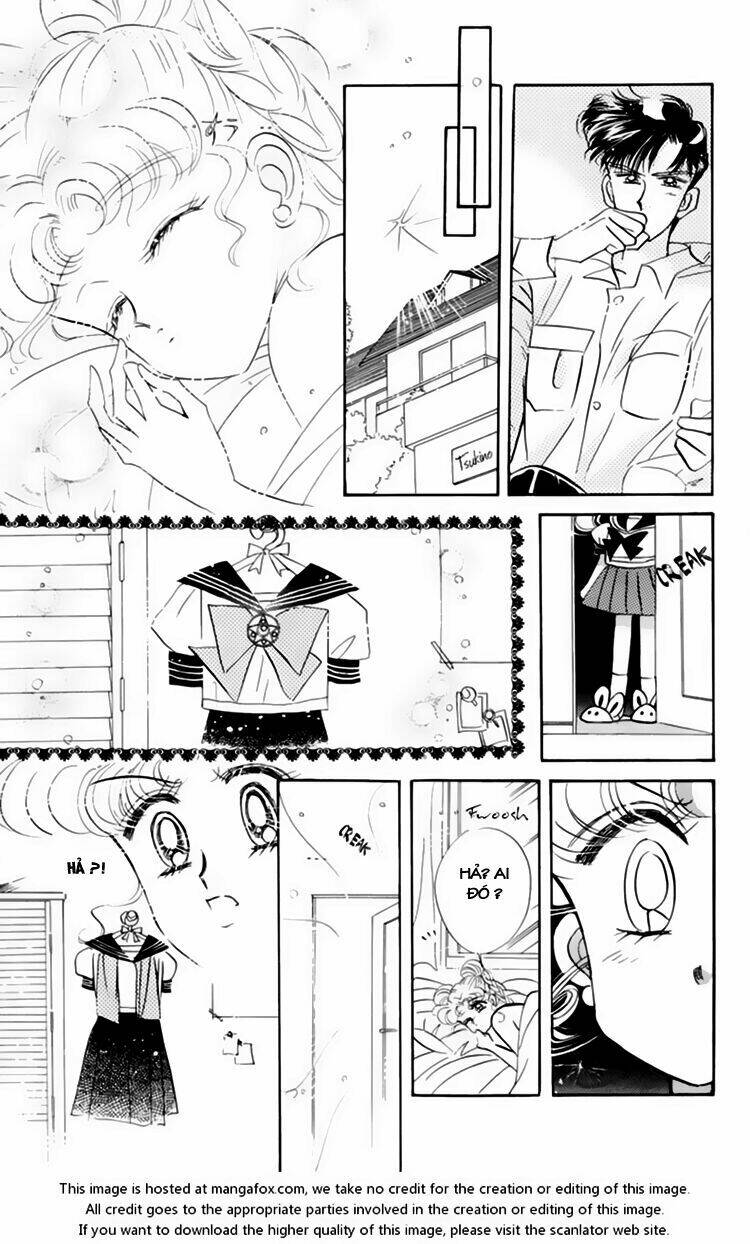 Tsukino
CREAK
HẢ ?!
CREAK
Fwoosh
HẢ? AI
ĐÓ ?
This image is hosted at mangafox.com, we take no credit for the creation or editing of this image.
All credit goes to the appropriate parties involved in the creation or editing of this image.
If you want to download the higher quality of this image, please visit the scanlator web site.